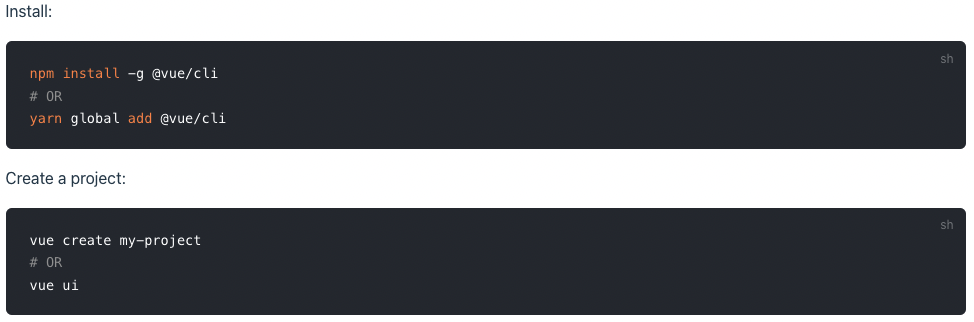 Install:
sh
npm install -g @vue/cli
# OR
yarn global add @vue/cli
Create a project:
sh
vue create my-project
# OR
vue ui